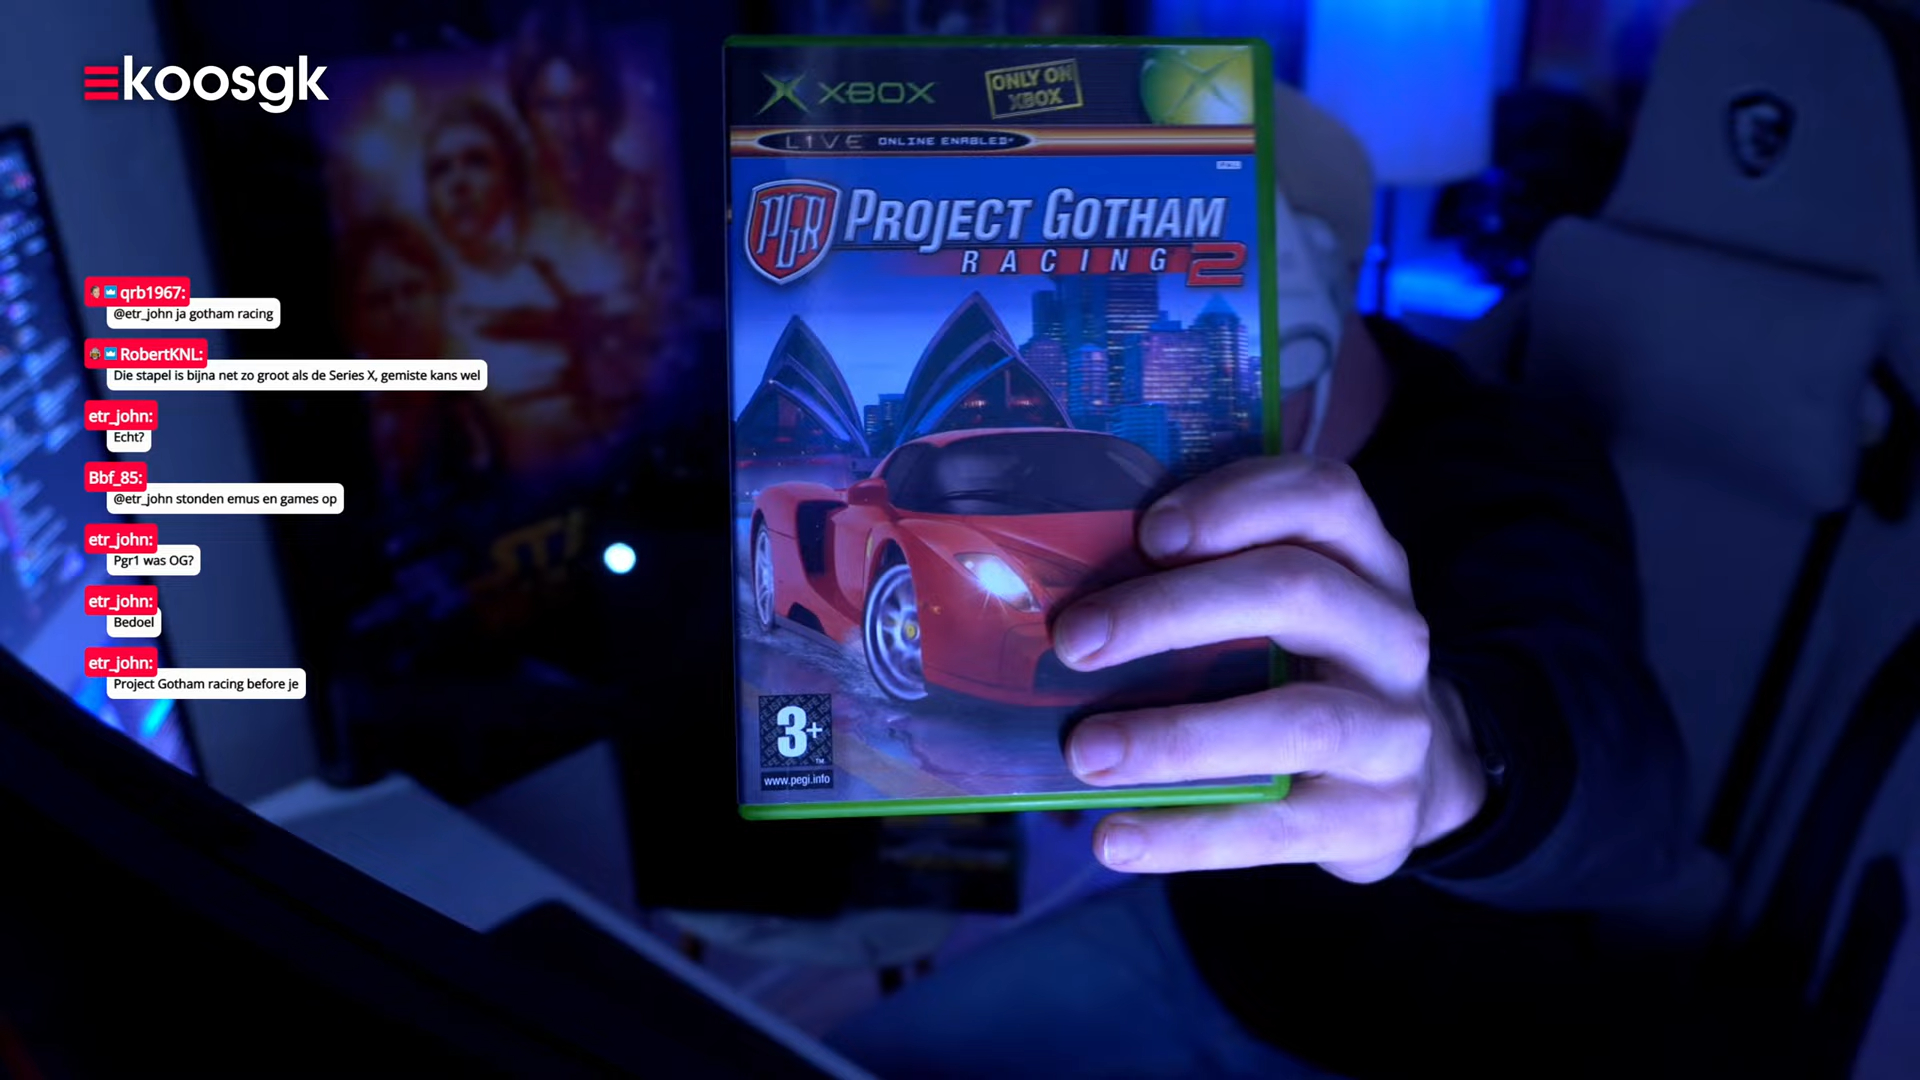 koosgk
qrb1967:
@etr_john ja gotham racing
RobertKNL:
Die stapel is bijna net zo groot als de Series X, gemiste kans wel
etr_john:
Echt?
Bbf_85:
@etr_john stonden emus en games op
etr_john:
Pgr1 was OG?
etr_john:
Bedoel
etr_john:
Project Gotham racing before je
XBOX
ONLY ON
XBOX
LIVE ONLINE ENABLED
PAL
PGR PROJECT GOTHAM
RACING 2
3+
TM
www.pegi.info